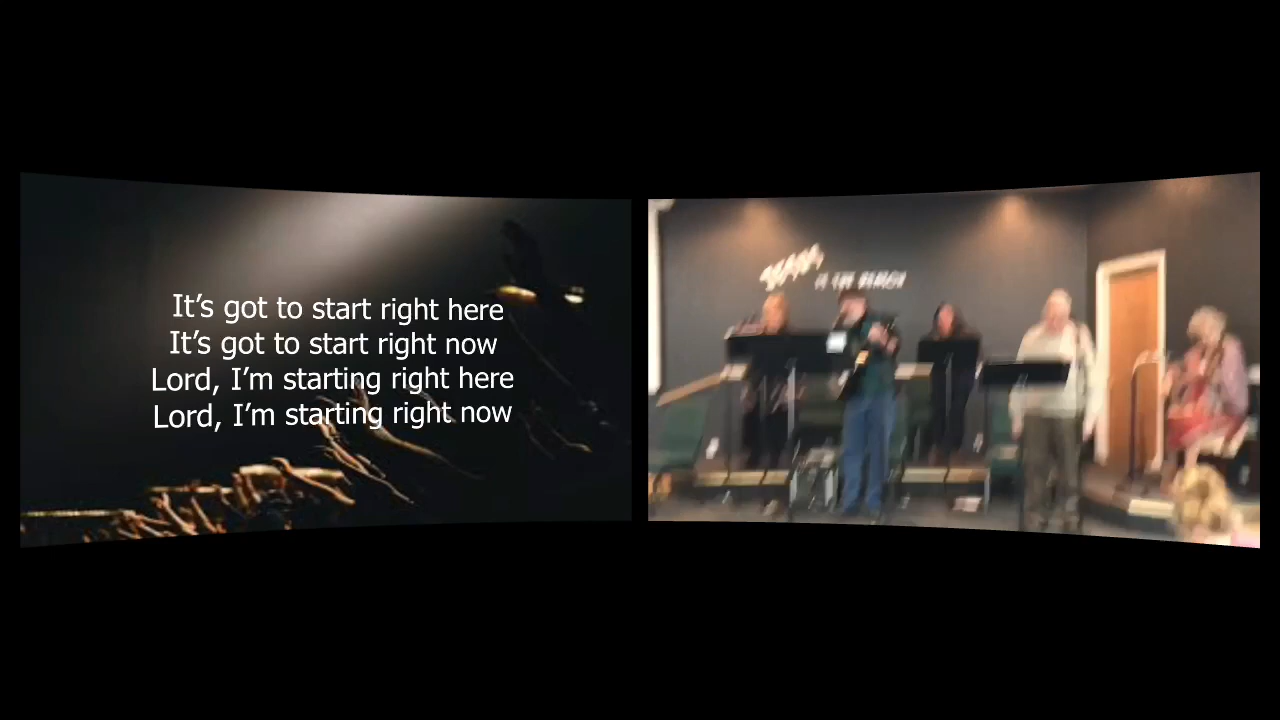 It's got to start right here
It's got to start right now
Lord, I'm starting right here
Lord, I'm starting right now